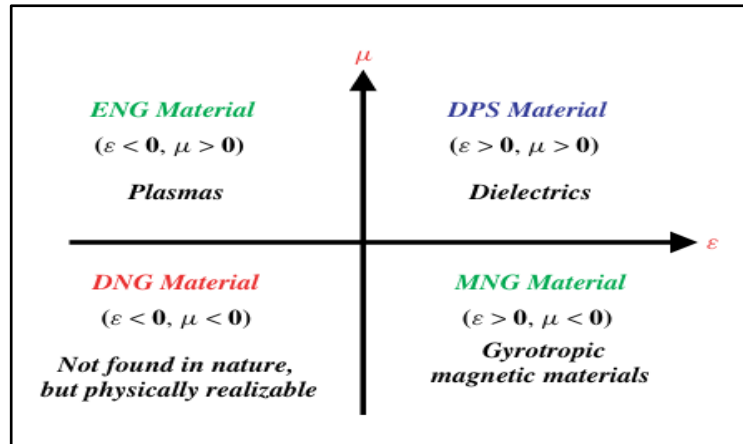 μ
ENG Material
(ε < 0, μ > 0)
Plasmas
DPS Material
(ε > 0, μ > 0)
Dielectrics
ε
DNG Material
(ε < 0, μ < 0)
Not found in nature,
but physically realizable
MNG Material
(ε > 0, μ < 0)
Gyrotropic
magnetic materials